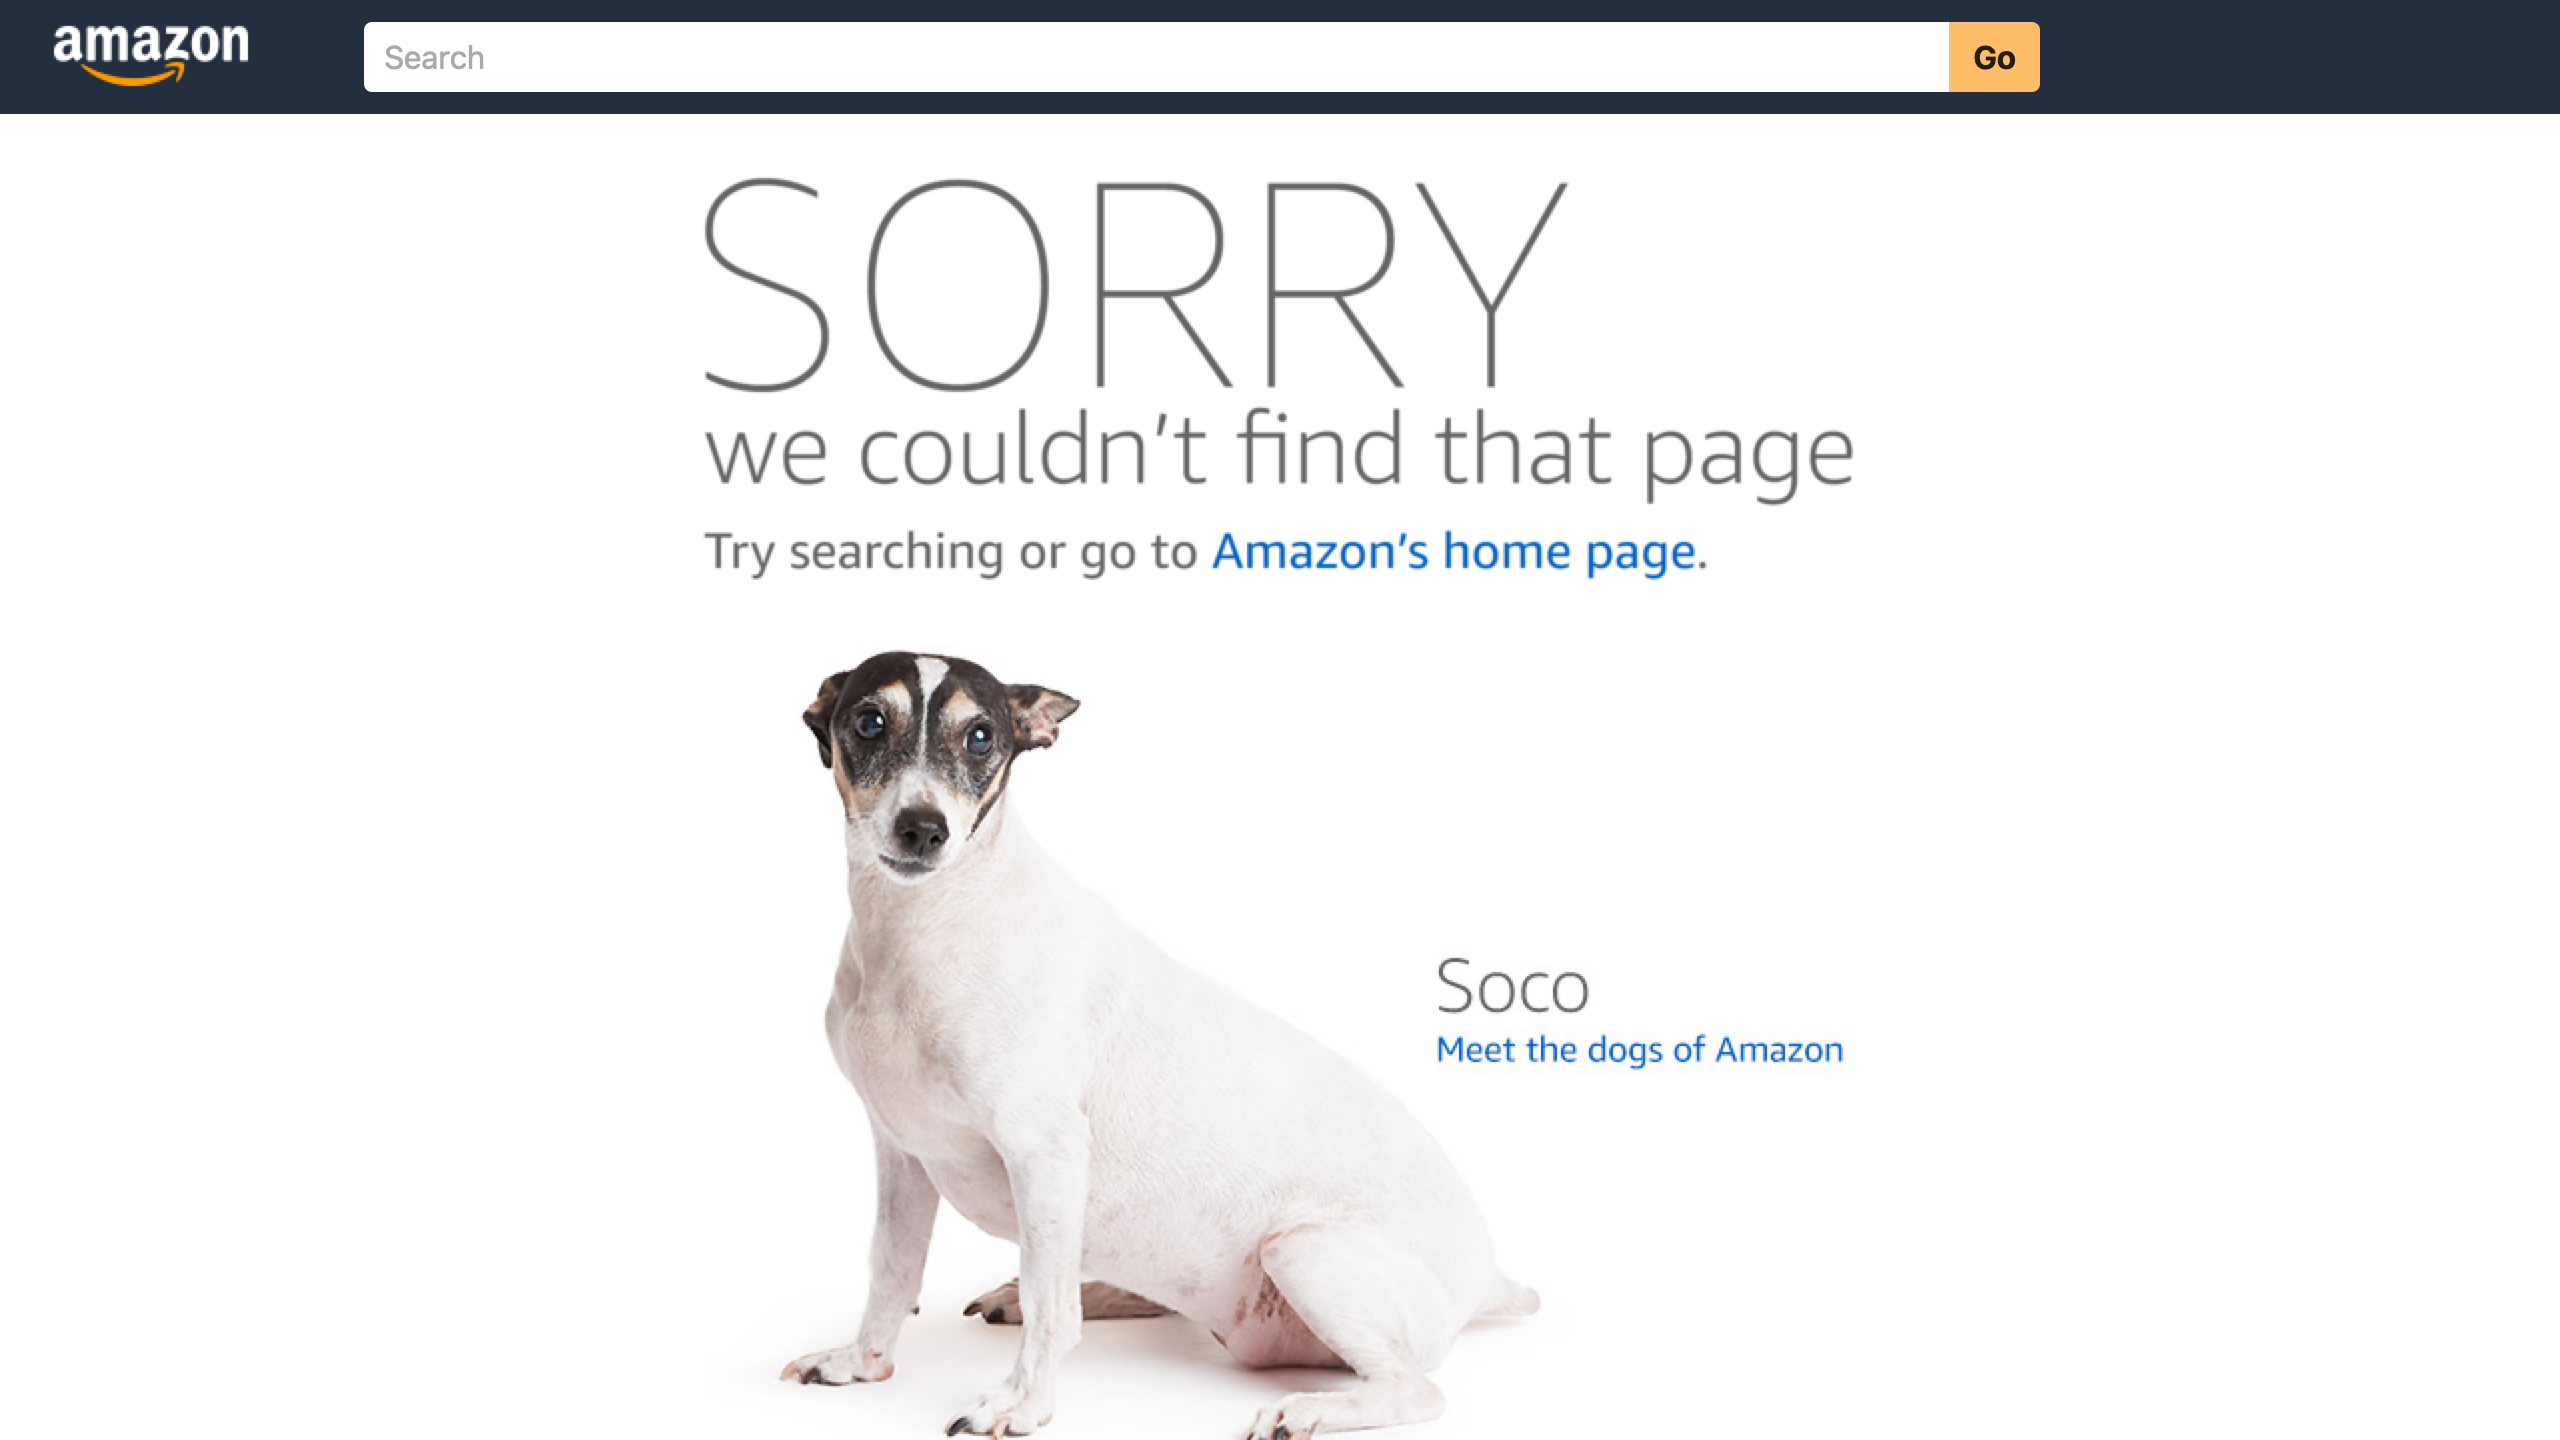 amazon
Search
Go
SORRY
we couldn't find that page
Try searching or go to Amazon's home page.
Soco
Meet the dogs of Amazon